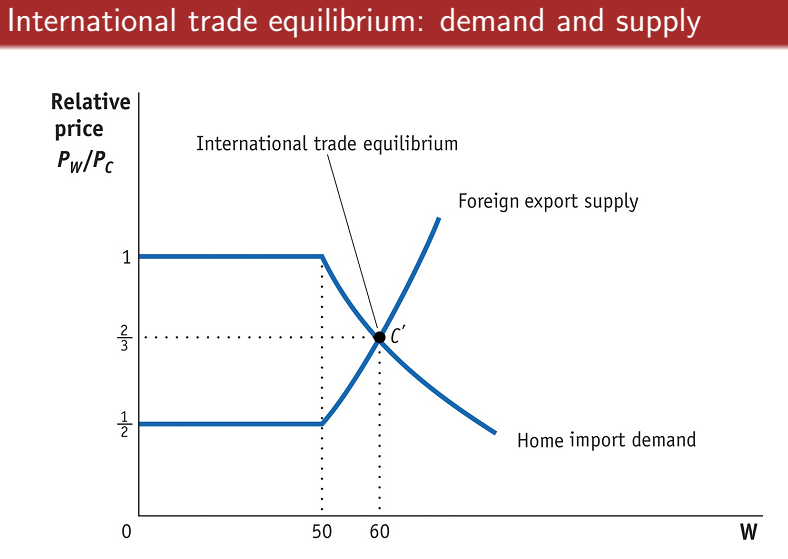 International trade equilibrium: demand and supply
Relative
price
P_W/P_C
International trade equilibrium
Foreign export supply
1
2/3
C′
1/2
Home import demand
0
50
60
W